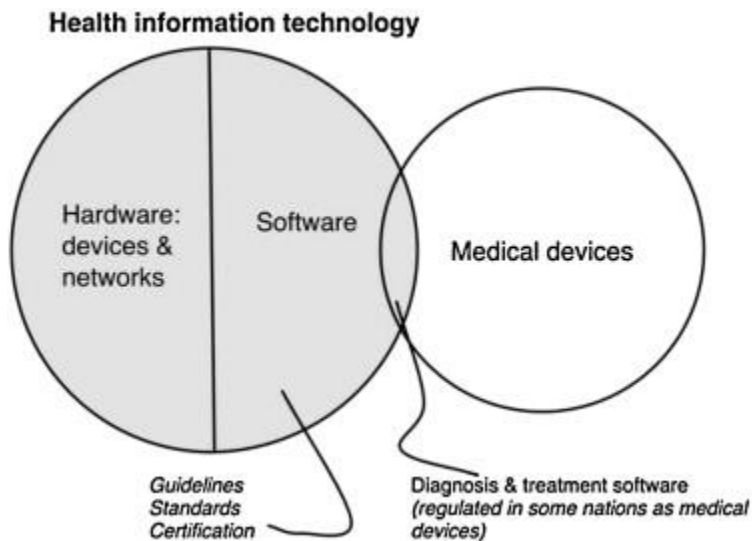 Health information technology
Hardware:
devices &
networks
Software
Medical devices
Guidelines
Standards
Certification
Diagnosis & treatment software
(regulated in some nations as medical
devices)